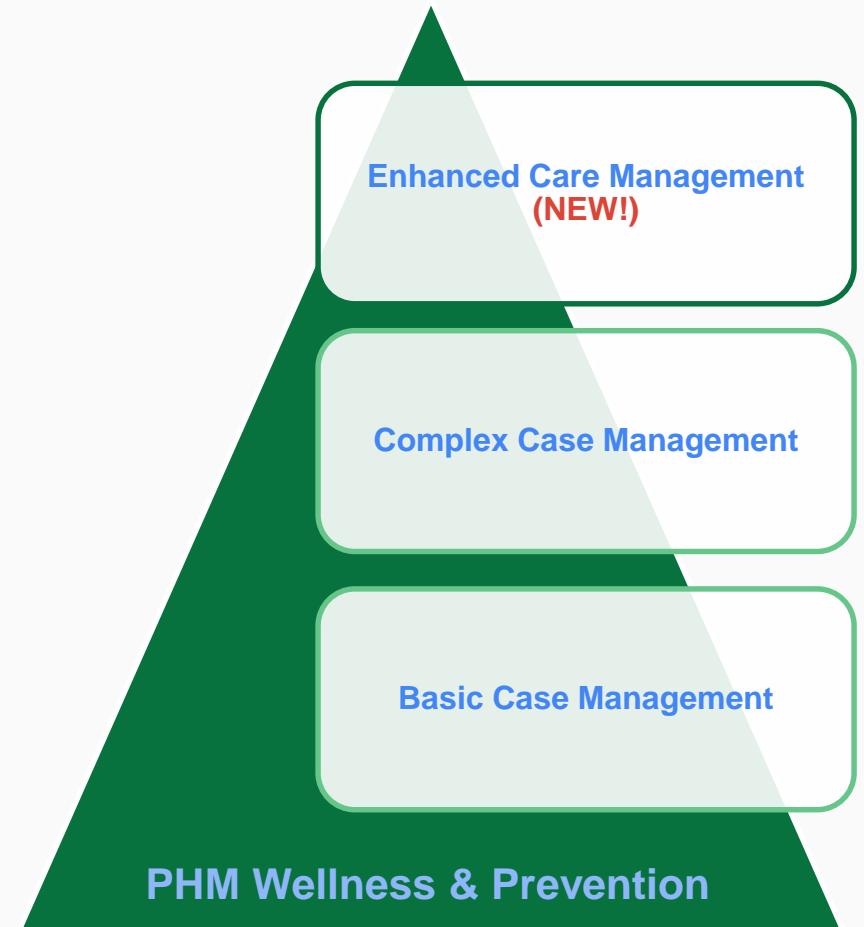 Enhanced Care Management
(NEW!)
Complex Case Management
Basic Case Management
PHM Wellness & Prevention